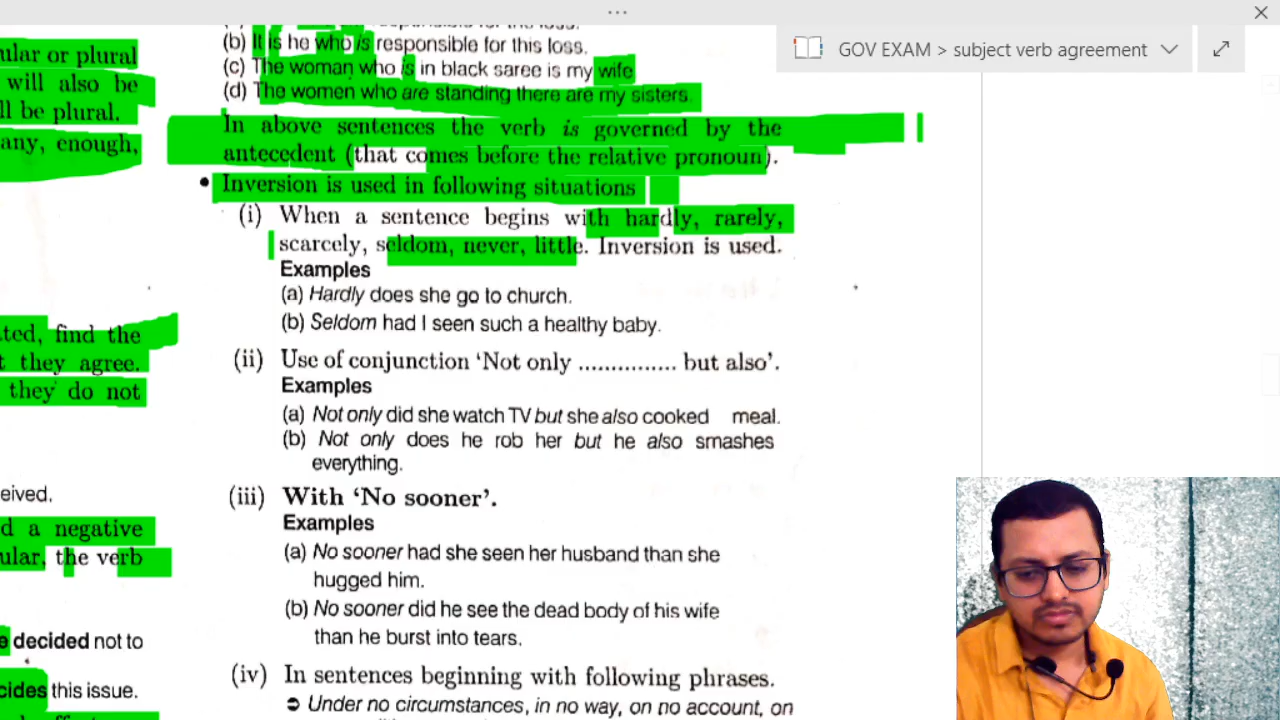 GOV EXAM > subject verb agreement
ular or plural
will also be
ll be plural.
any, enough,
ated, find the
t they agree.
they do not
eived.
d a negative
ular, the verb
e decided not to
cides this issue.
(b) It is he who is responsible for this loss.
(c) The woman who is in black saree is my wife
(d) The women who are standing there are my sisters.
In above sentences the verb is governed by the
antecedent (that comes before the relative pronoun).
• Inversion is used in following situations
(i) When a sentence begins with hardly, rarely,
scarcely, seldom, never, little. Inversion is used.
Examples
(a) Hardly does she go to church.
(b) Seldom had I seen such a healthy baby.
(ii) Use of conjunction ‘Not only ............... but also’.
Examples
(a) Not only did she watch TV but she also cooked meal.
(b) Not only does he rob her but he also smashes
everything.
(iii) With ‘No sooner’.
Examples
(a) No sooner had she seen her husband than she
hugged him.
(b) No sooner did he see the dead body of his wife
than he burst into tears.
(iv) In sentences beginning with following phrases.
➲ Under no circumstances, in no way, on no account, on